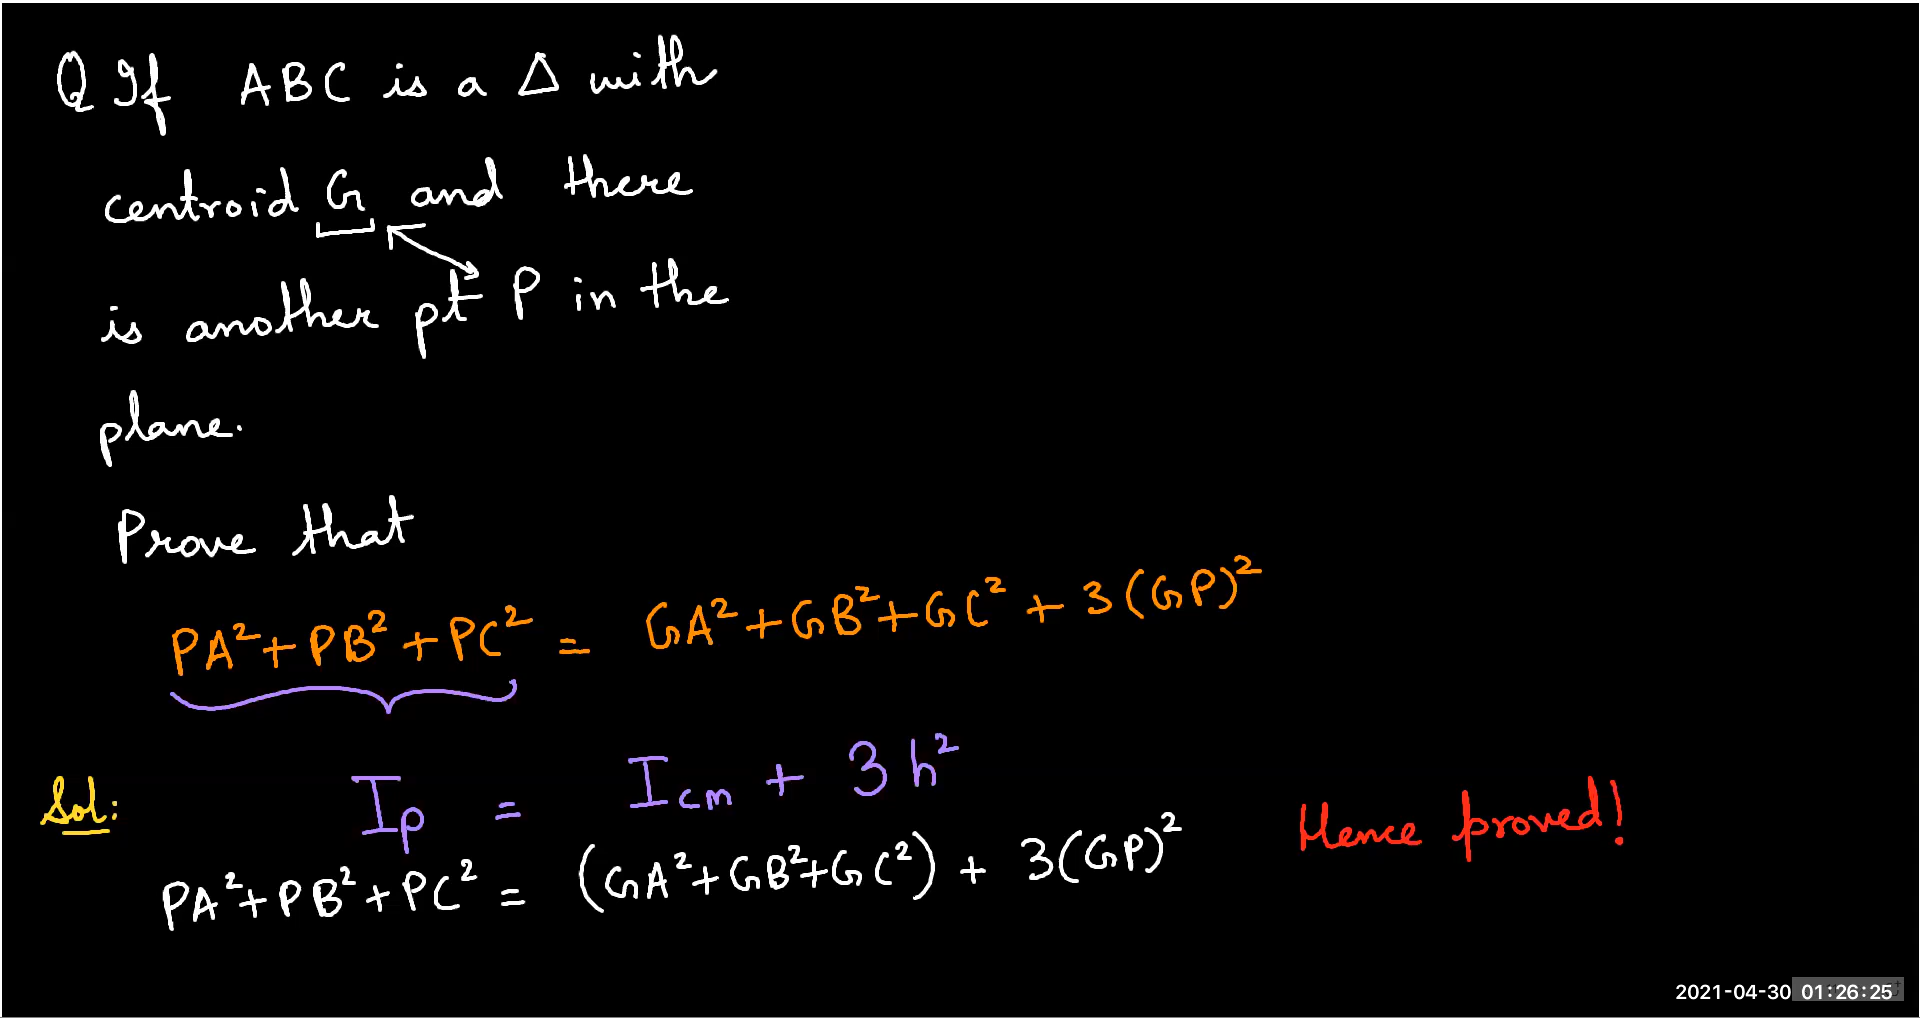 Q If ABC is a Δ with
centroid G and there
is another pt P in the
plane.
Prove that
PA² + PB² + PC² = GA² + GB² + GC² + 3(GP)²
Sol: I_P = I_cm + 3h²
PA² + PB² + PC² = (GA² + GB² + GC²) + 3(GP)² Hence proved!
2021-04-30 01:26:25